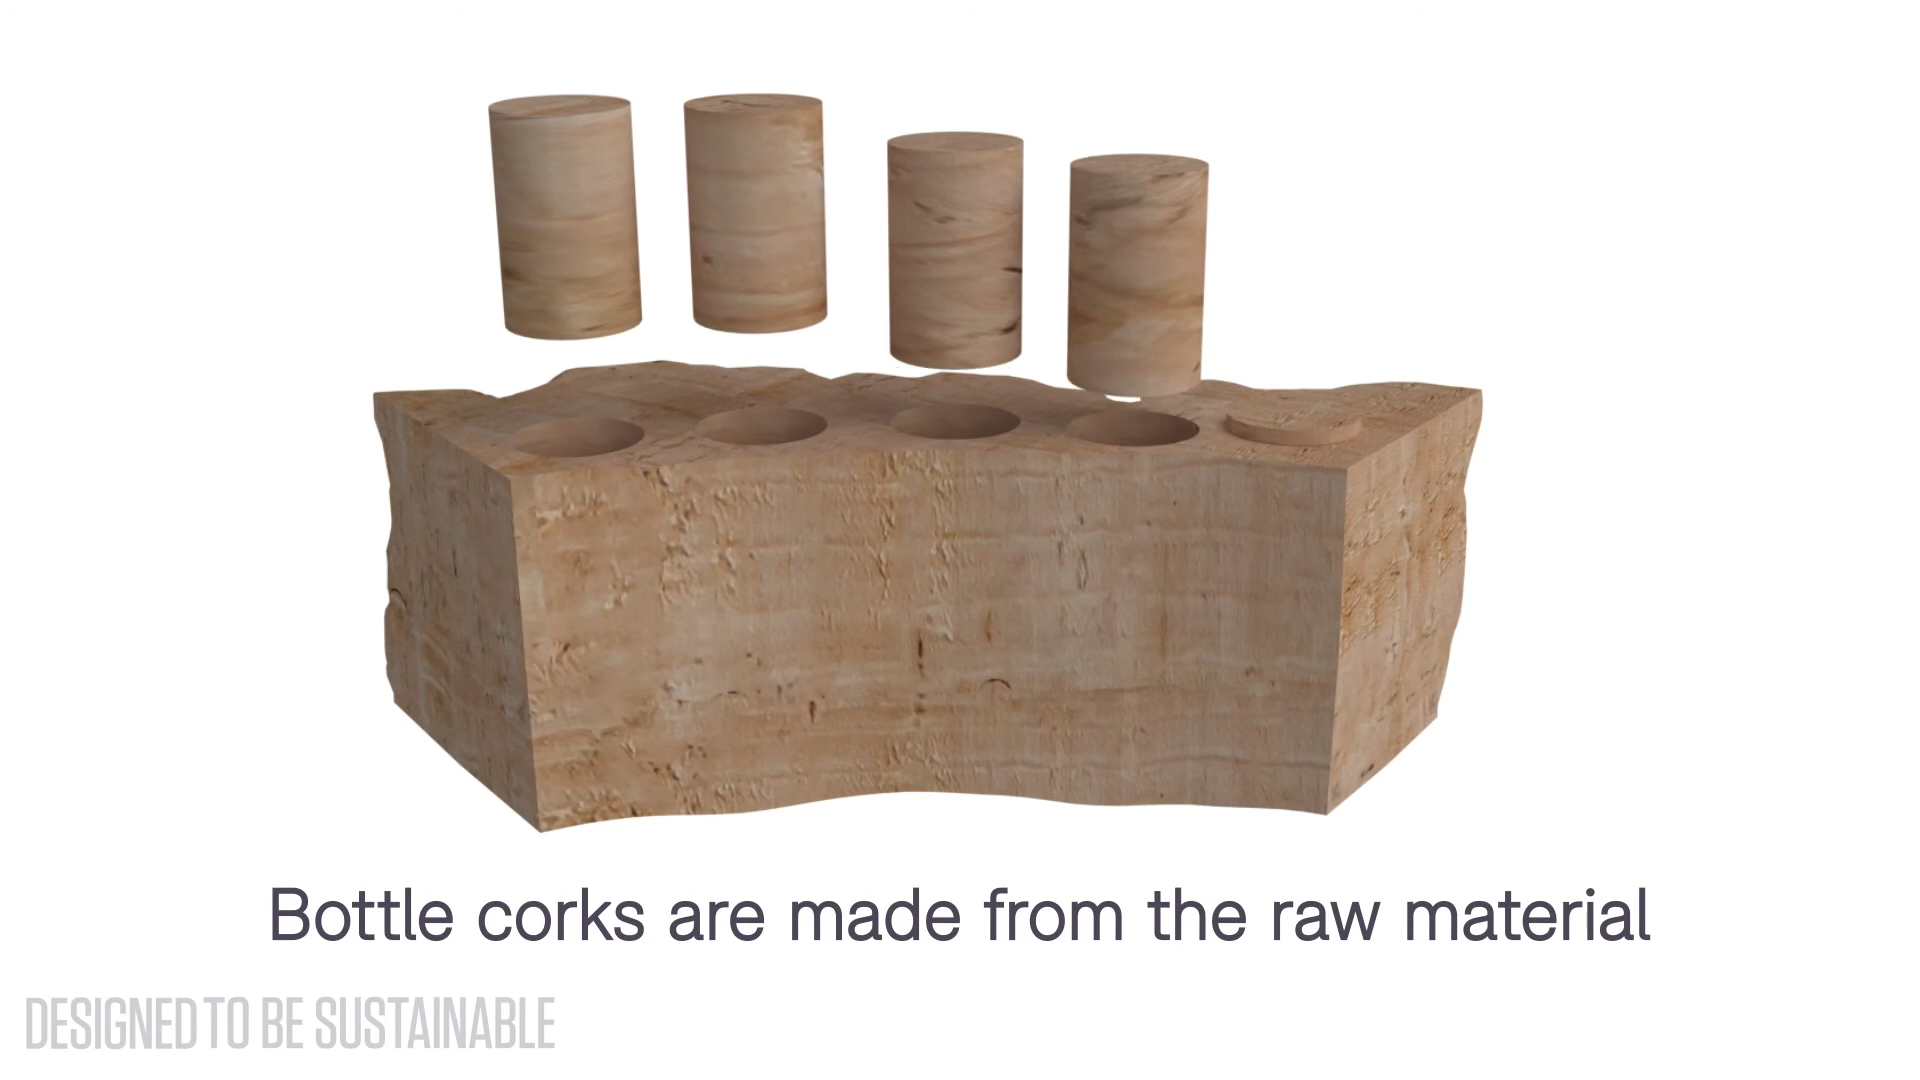 Bottle corks are made from the raw material
DESIGNED TO BE SUSTAINABLE